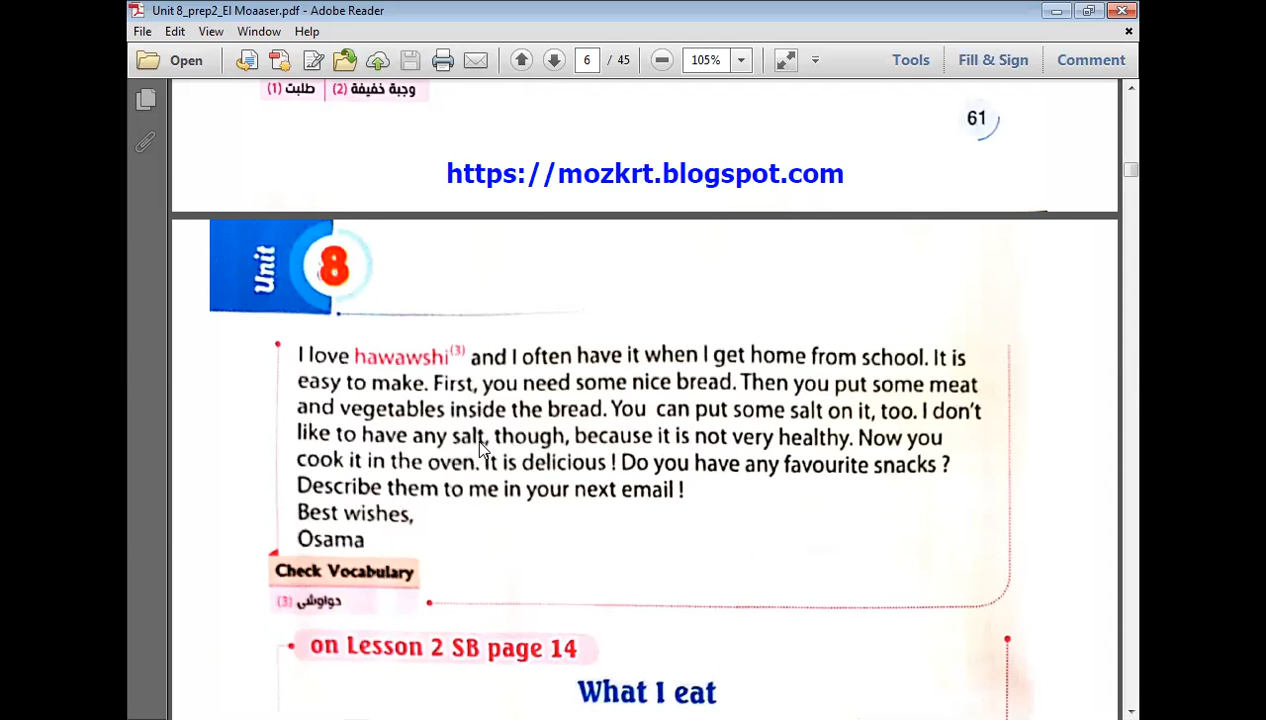 Unit 8_prep2_El Moaaser.pdf - Adobe Reader
File Edit View Window Help
Open 6 / 45 105% Tools Fill & Sign Comment
(1) طلبت (2) وجبة خفيفة
61
https://mozkrt.blogspot.com
Unit 8
I love hawawshi(3) and I often have it when I get home from school. It is
easy to make. First, you need some nice bread. Then you put some meat
and vegetables inside the bread. You can put some salt on it, too. I don't
like to have any salt, though, because it is not very healthy. Now you
cook it in the oven. It is delicious ! Do you have any favourite snacks ?
Describe them to me in your next email !
Best wishes,
Osama
Check Vocabulary
(3) حواوشى
on Lesson 2 SB page 14
What I eat